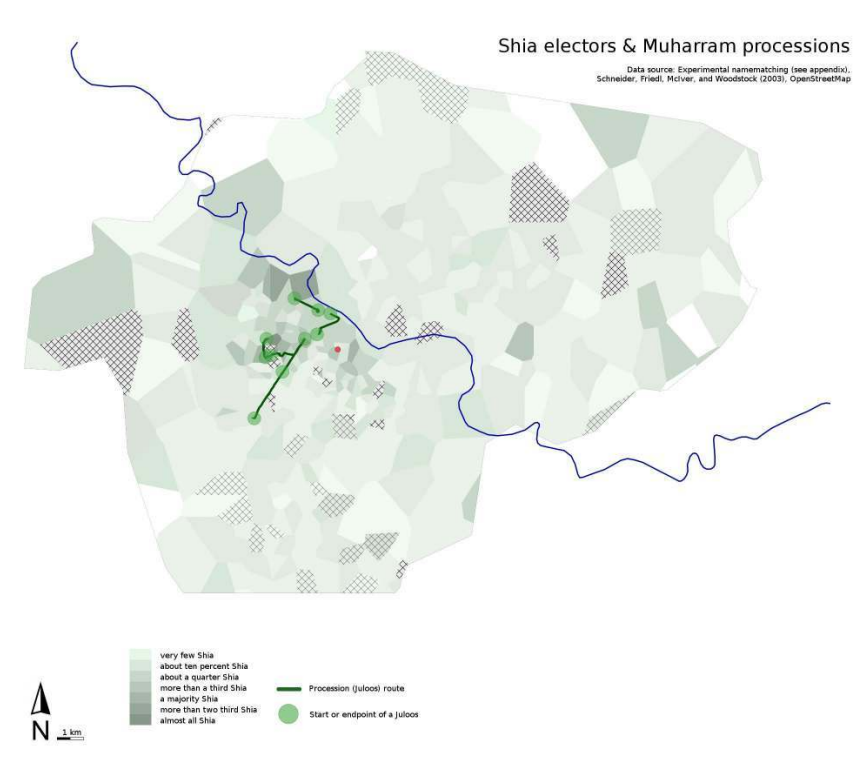 Shia electors & Muharram processions
Data source: Experimental namematching (see appendix),
Schneider, Friedl, McIver, and Woodstock (2003), OpenStreetMap
very few Shia
about ten percent Shia
about a quarter Shia
more than a third Shia
a majority Shia
more than two third Shia
almost all Shia
Procession (Juloos) route
Start or endpoint of a Juloos
N
1 km